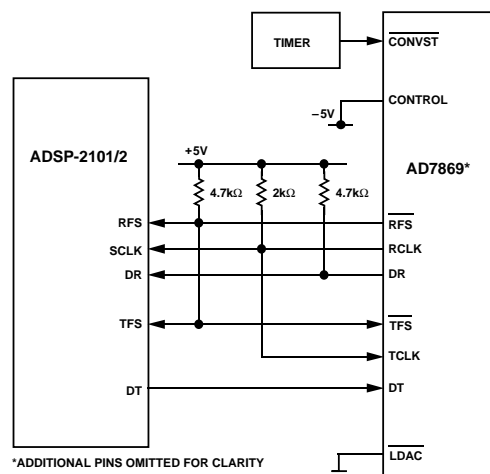 TIMER
CONVST
CONTROL
–5V
ADSP-2101/2
+5V
AD7869*
4.7kΩ
2kΩ
4.7kΩ
RFS
RFS
SCLK
RCLK
DR
DR
TFS
TFS
TCLK
DT
DT
LDAC
*ADDITIONAL PINS OMITTED FOR CLARITY